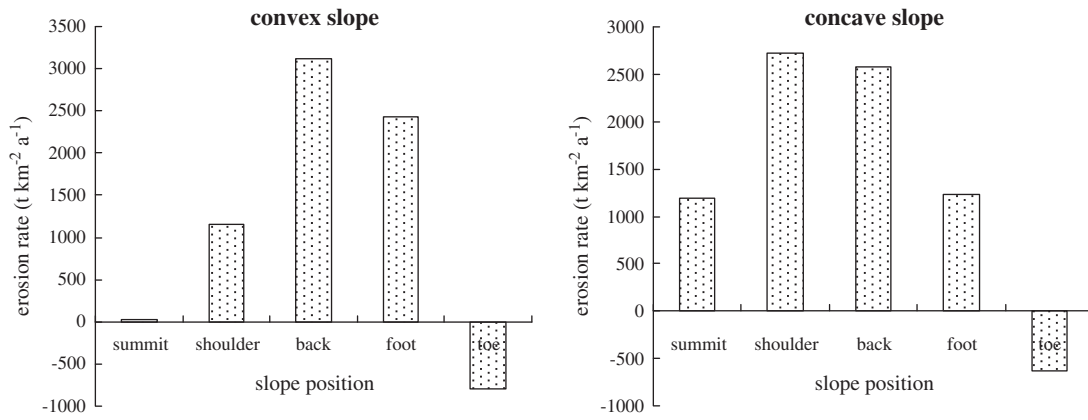 convex slope
erosion rate (t km-2 a-1)
3500
3000
2500
2000
1500
1000
500
0
-500
-1000
summit shoulder back foot toe
slope position
concave slope
erosion rate (t km-2 a-1)
3000
2500
2000
1500
1000
500
0
-500
-1000
summit shoulder back foot toe
slope position